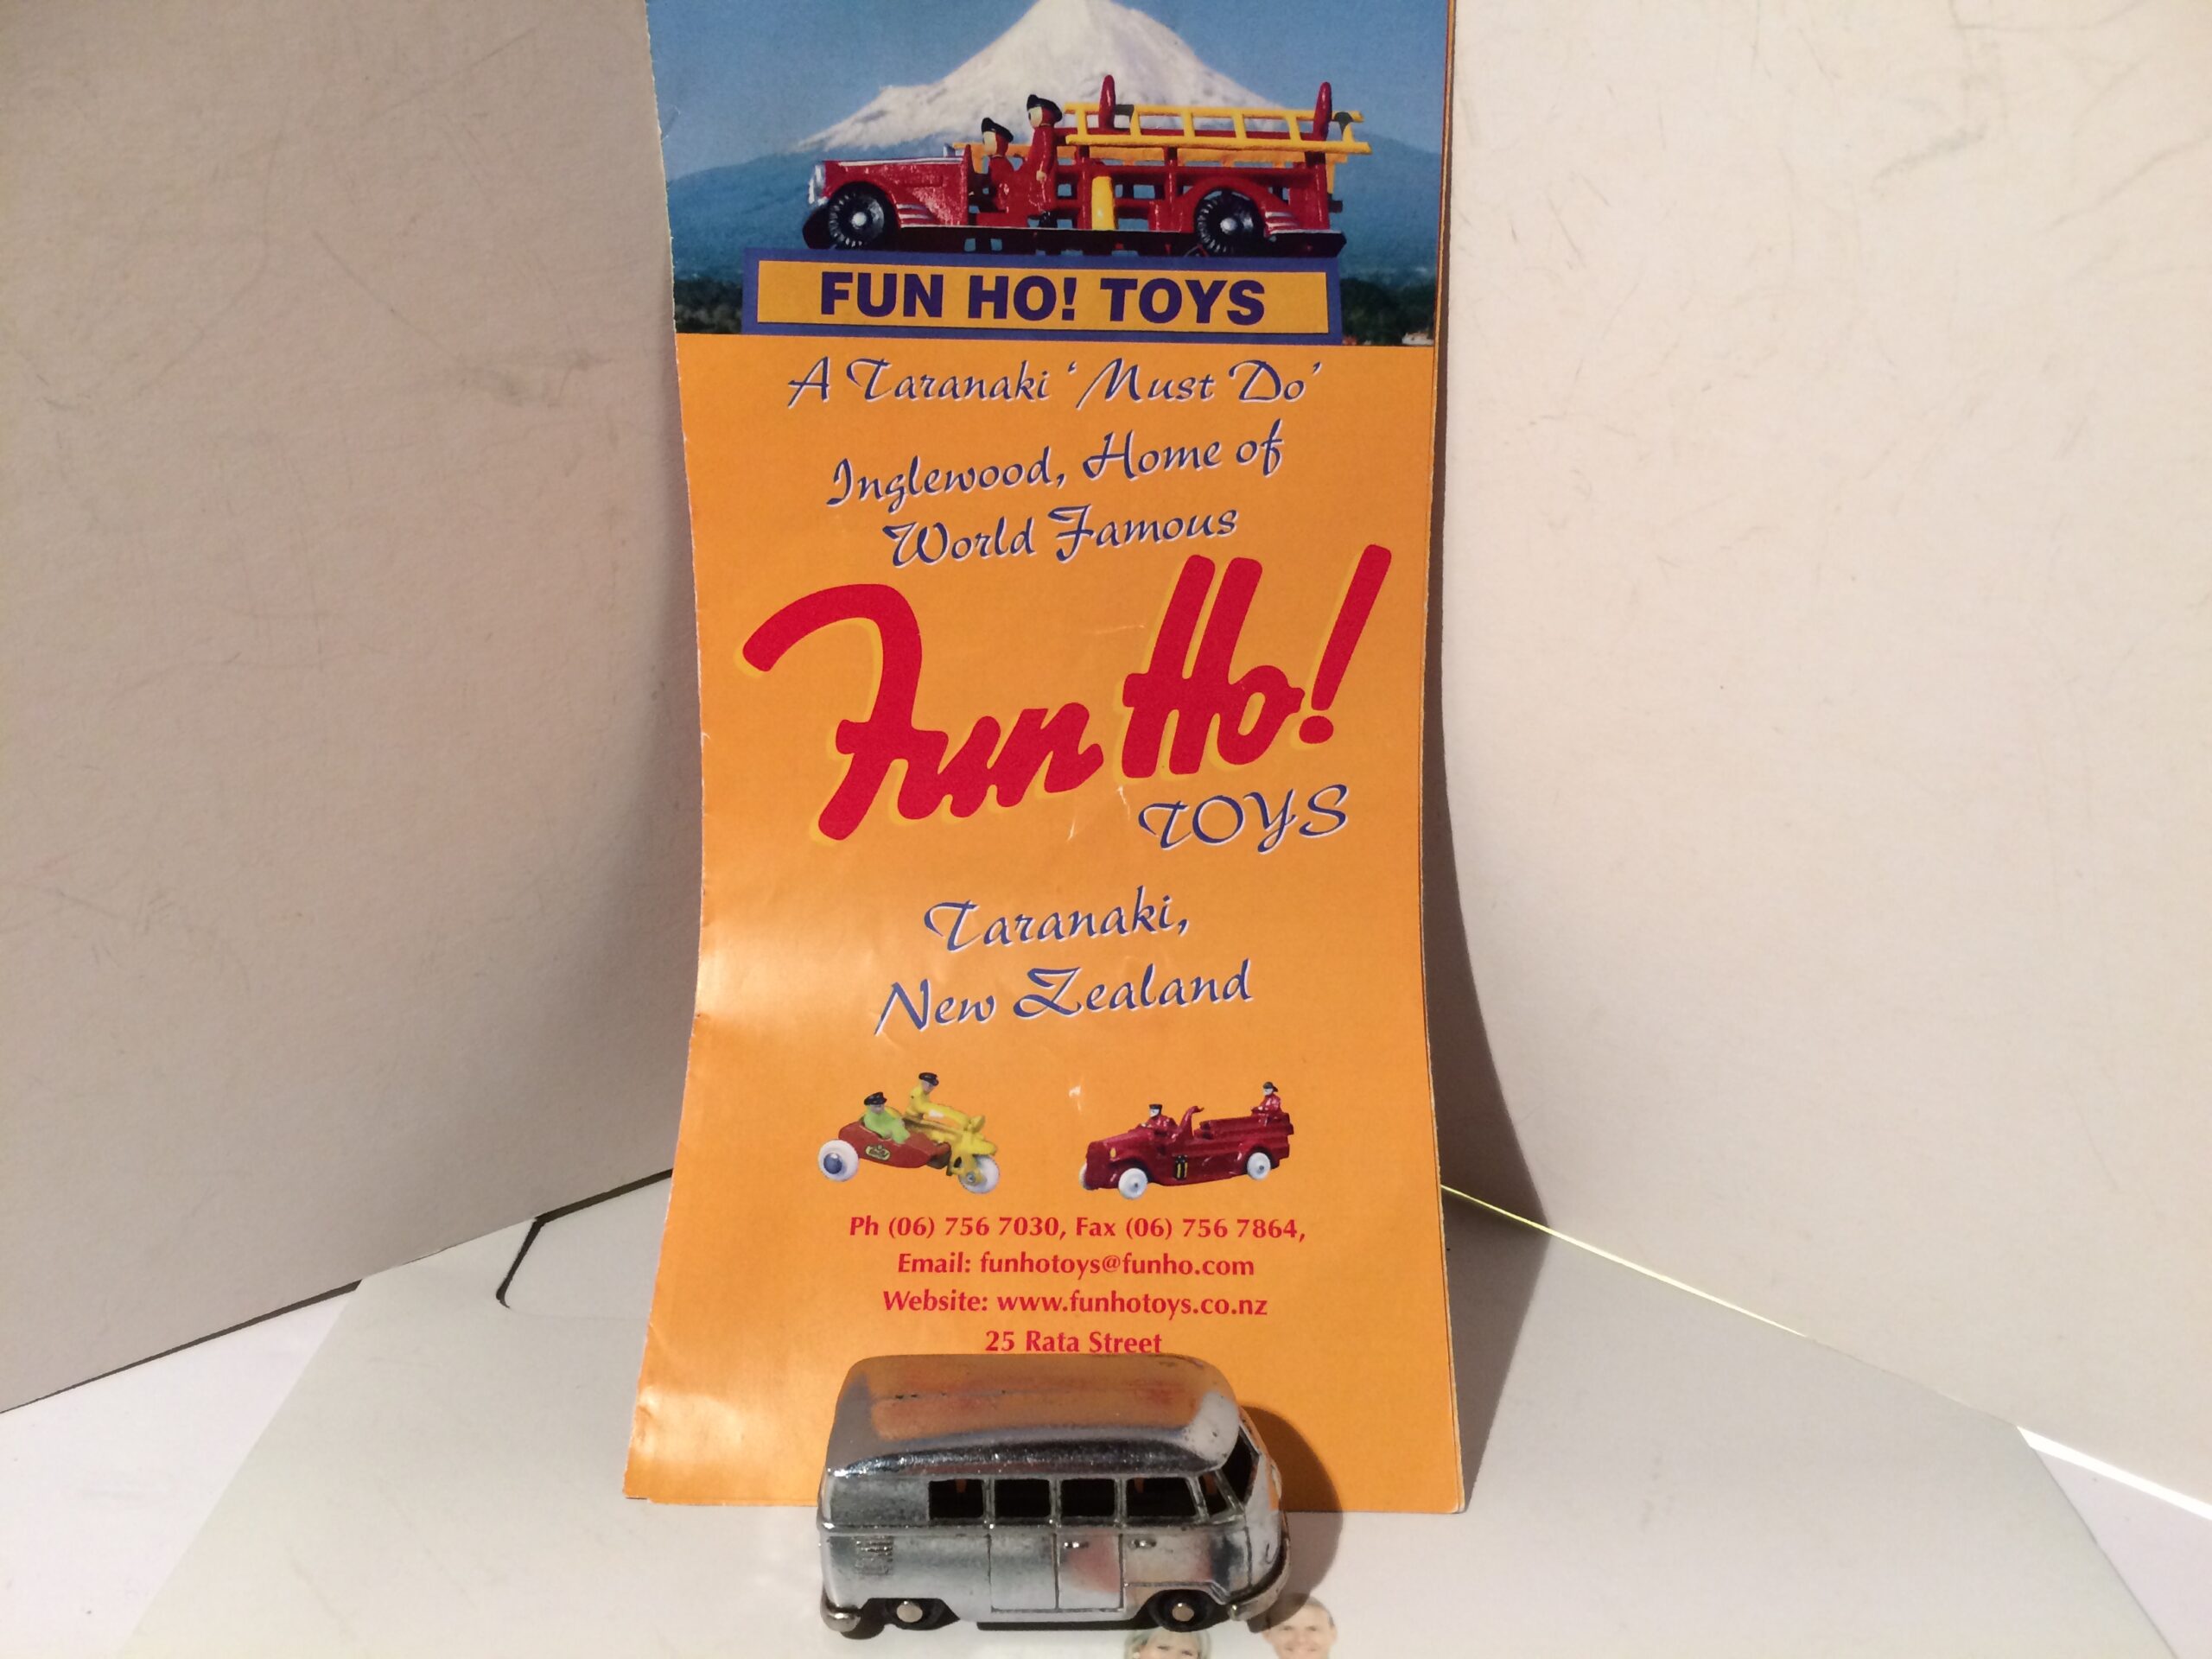 FUN HO! TOYS
A Taranaki ‘Must Do’
Inglewood, Home of
World Famous
Fun Ho!
TOYS
Taranaki,
New Zealand
Ph (06) 756 7030, Fax (06) 756 7864,
Email: funhotoys@funho.com
Website: www.funhotoys.co.nz
25 Rata Street